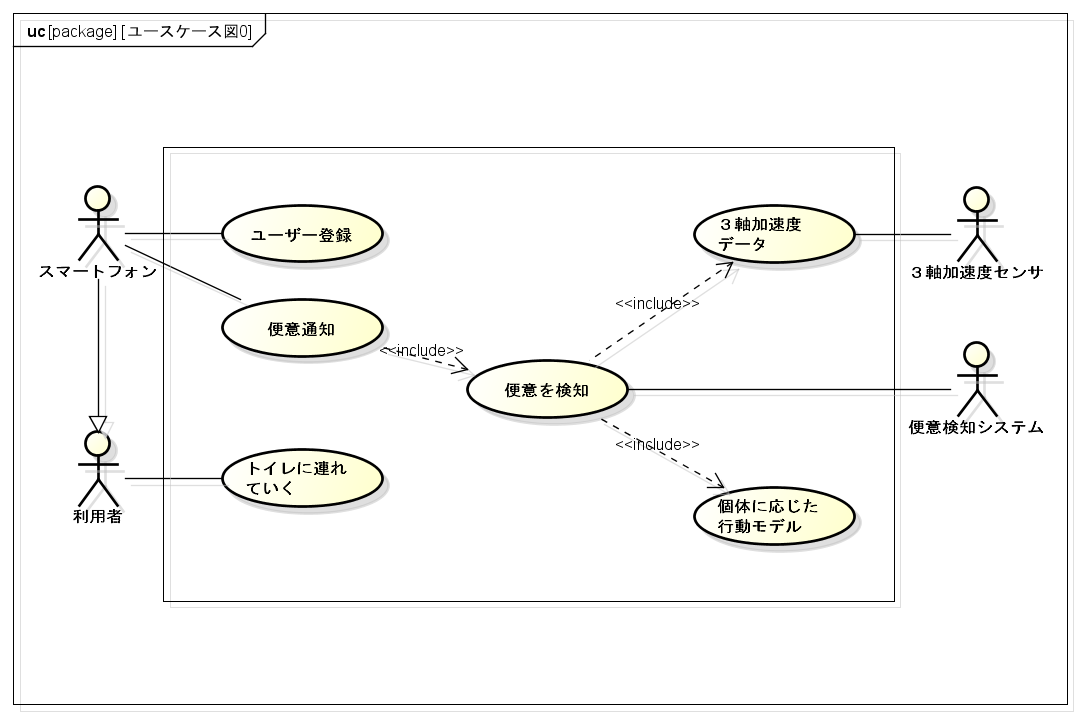 uc [package] [ユースケース図0]
スマートフォン
ユーザー登録
３軸加速度
データ
３軸加速度センサ
<<include>>
便意通知
<<include>>
便意を検知
便意検知システム
<<include>>
利用者
トイレに連れ
ていく
個体に応じた
行動モデル